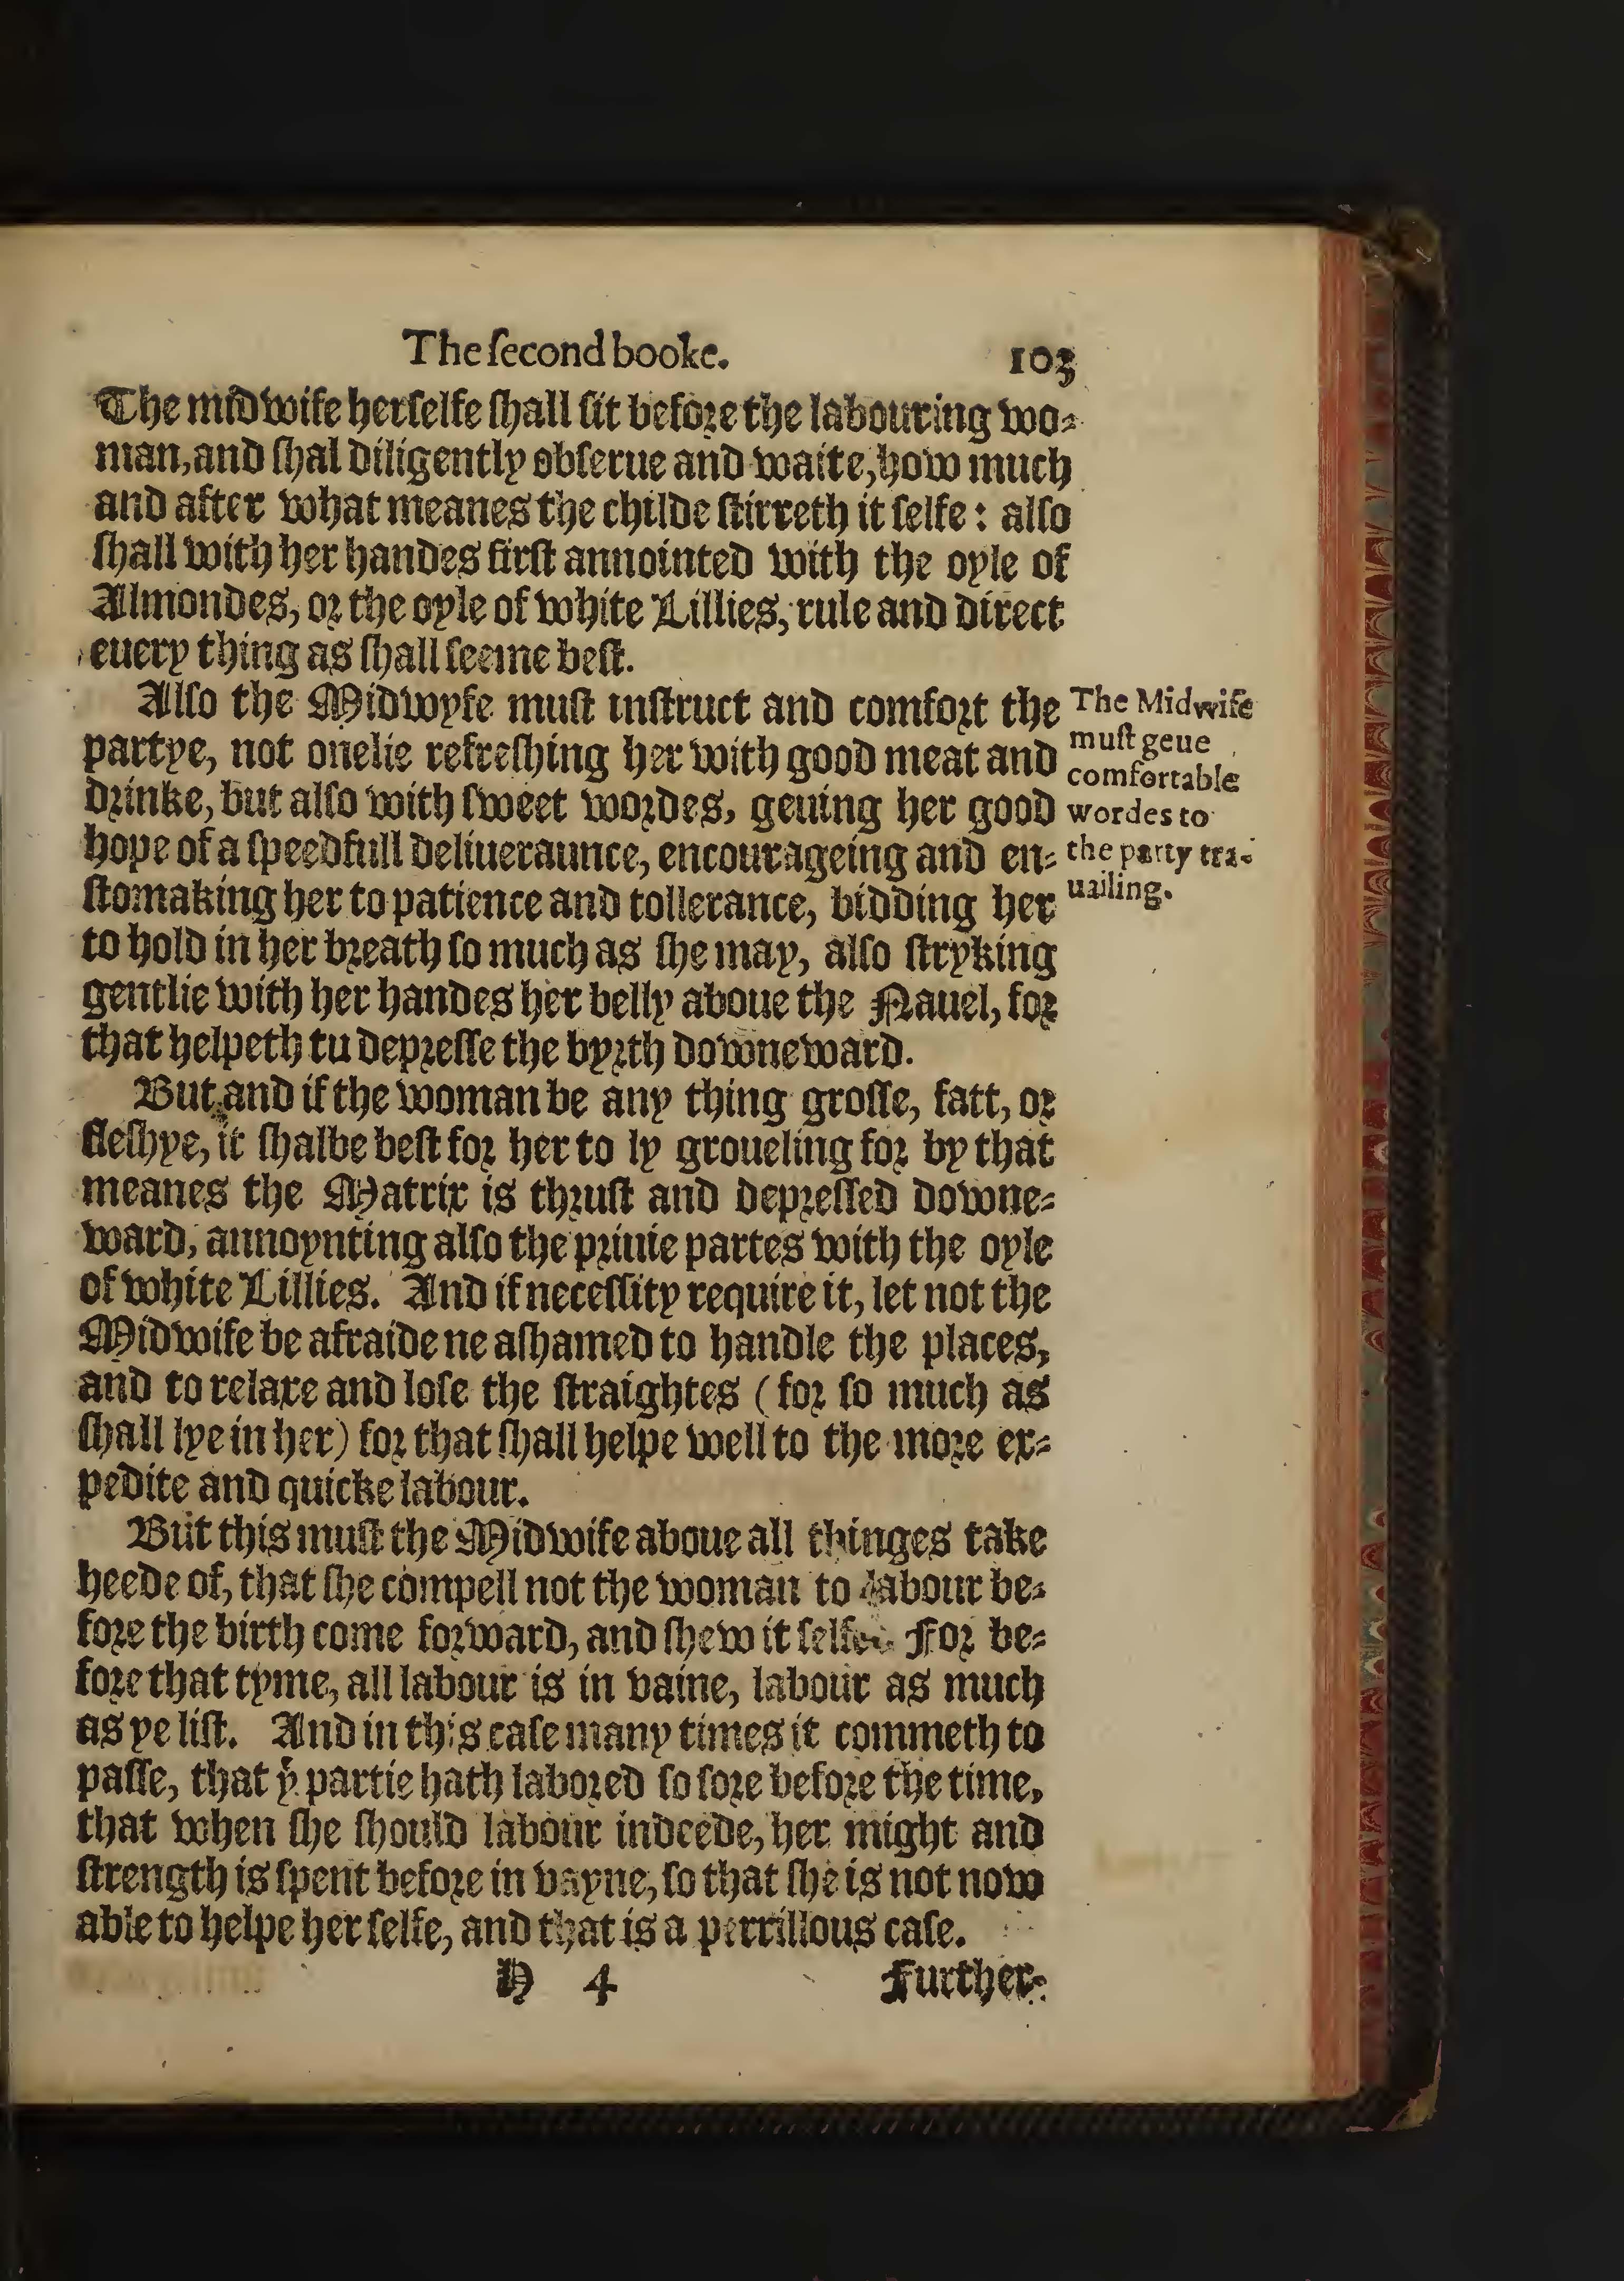 The ſecond booke. 103
The midwife herſelfe ſhall ſit before the labouring wo-
man, and ſhal diligently obſerue and waite, how much
and after what meanes the childe ſtirreth it ſelfe: alſo
ſhall with her handes firſt annointed with the oyle of
Almondes, or the oyle of white Lillies, rule and direct
euery thing as ſhall ſeeme beſt.
Alſo the Midwyfe muſt inſtruct and comfort the
partye, not onelie refreſhing her with good meat and
drinke, but alſo with ſweet wordes, geuing her good
hope of a ſpeedfull deliueraunce, encourageing and en-
ſtomaking her to patience and tollerance, bidding her
to hold in her breath ſo much as ſhe may, alſo ſtryking
gentlie with her handes her belly aboue the Nauel, for
that helpeth tu depreſſe the byrth downeward.
The Midwife
muſt geue
comfortable
wordes to
the party tra-
uailing.
But and if the woman be any thing groſſe, fatt, or
fleſhye, it ſhalbe beſt for her to ly groueling for by that
meanes the Matrix is thruſt and depreſſed downe-
ward, annoynting alſo the priuie partes with the oyle
of white Lillies. And if neceſſity require it, let not the
Midwife be afraide ne aſhamed to handle the places,
and to relaxe and loſe the ſtraightes (for ſo much as
ſhall lye in her) for that ſhall helpe well to the more ex-
pedite and quicke labour.
But this muſt the Midwife aboue all thinges take
heede of, that ſhe compell not the woman to labour be-
fore the birth come forward, and ſhew it ſelfe. For be-
fore that tyme, all labour is in vaine, labour as much
as ye liſt. And in this caſe many times it commeth to
paſſe, that yͤ partie hath labored ſo ſore before the time,
that when ſhe ſhould labour indeede, her might and
ſtrength is ſpent before in vayne, ſo that ſhe is not now
able to helpe her ſelfe, and that is a perrillous caſe.
H 4 Further-